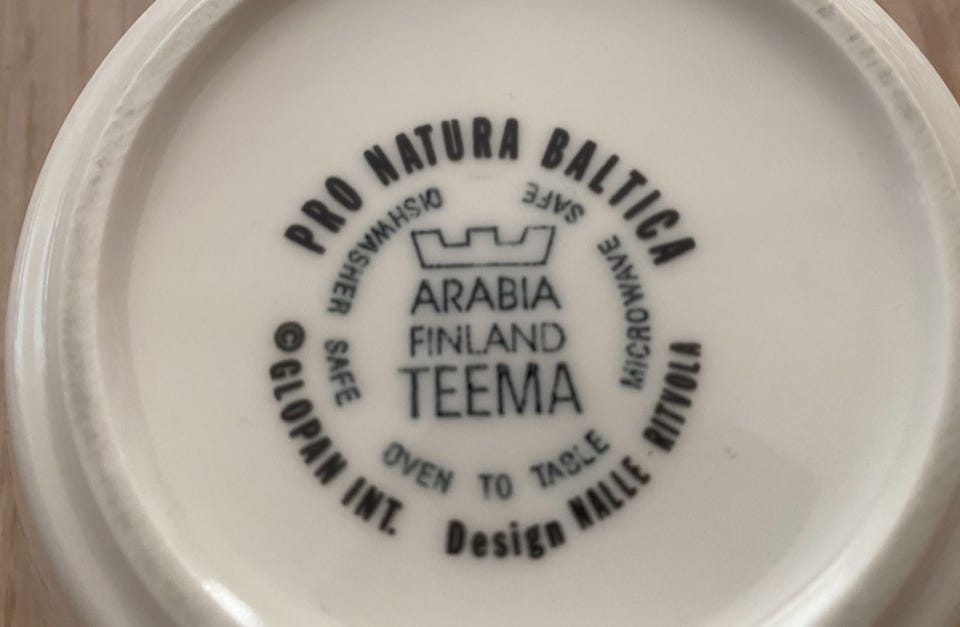 PRO NATURA BALTICA
DISHWASHER SAFE
MICROWAVE SAFE
ARABIA
FINLAND
TEEMA
OVEN TO TABLE
©GLOPAN INT.
Design NALLE RITVOLA